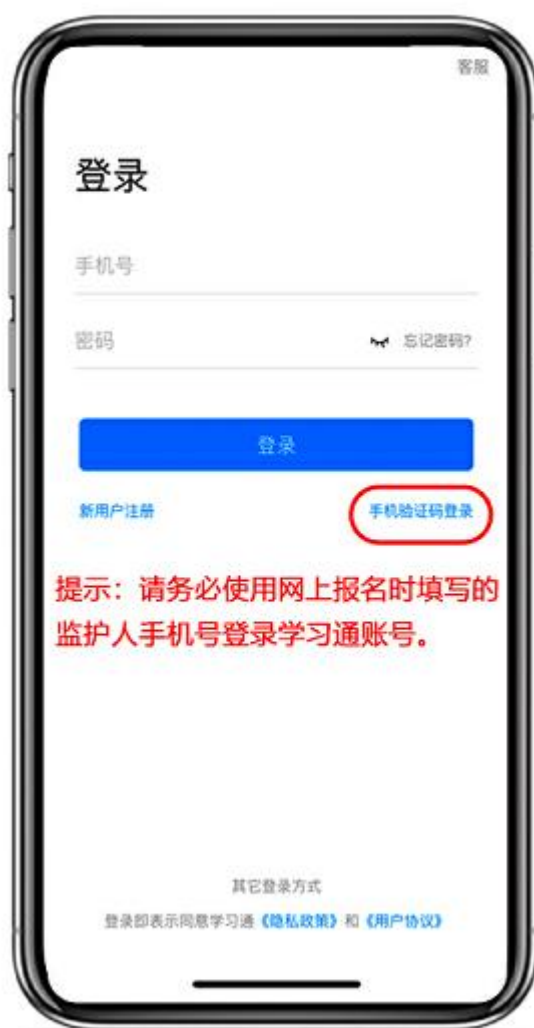 客服
登录
手机号
密码
忘记密码?
登录
新用户注册
手机验证码登录
提示：请务必使用网上报名时填写的
监护人手机号登录学习通账号。
其它登录方式
登录即表示同意学习通《隐私政策》和《用户协议》